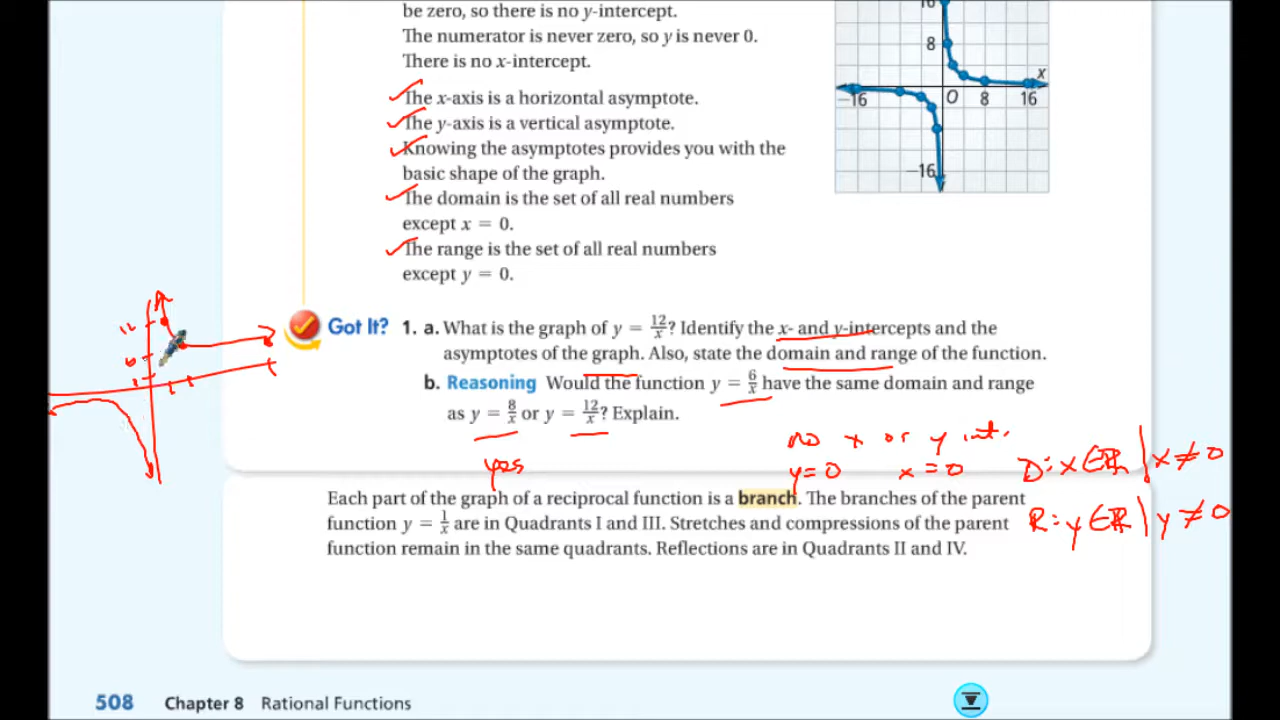 be zero, so there is no y-intercept.
The numerator is never zero, so y is never 0.
There is no x-intercept.
The x-axis is a horizontal asymptote.
The y-axis is a vertical asymptote.
Knowing the asymptotes provides you with the
basic shape of the graph.
The domain is the set of all real numbers
except x = 0.
The range is the set of all real numbers
except y = 0.
16
8
x
−16 O 8 16
−16
Got It? 1. a. What is the graph of y = 12/x? Identify the x- and y-intercepts and the
asymptotes of the graph. Also, state the domain and range of the function.
b. Reasoning Would the function y = 6/x have the same domain and range
as y = 8/x or y = 12/x? Explain.
12
6
1
yes
no x or y int.
y=0 x=0
D: x∈ℝ | x≠0
R: y∈ℝ | y≠0
Each part of the graph of a reciprocal function is a branch. The branches of the parent
function y = 1/x are in Quadrants I and III. Stretches and compressions of the parent
function remain in the same quadrants. Reflections are in Quadrants II and IV.
508 Chapter 8 Rational Functions